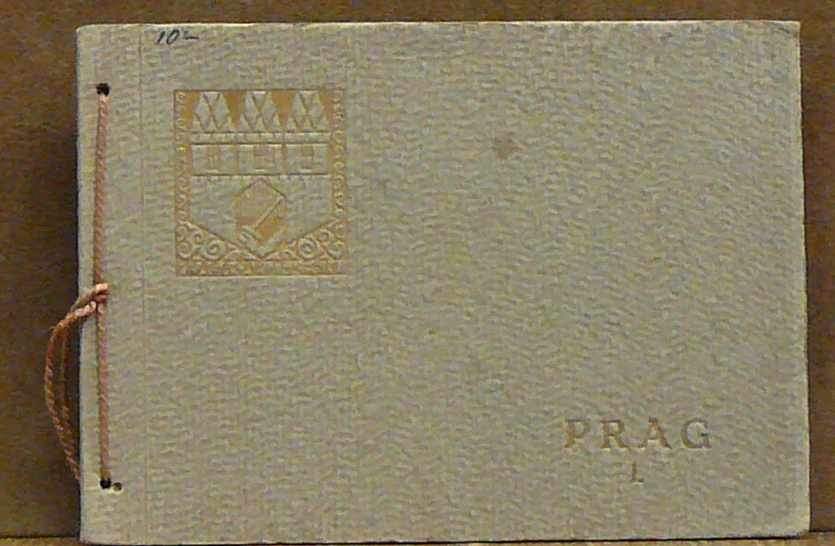 10-
PRAG
I.